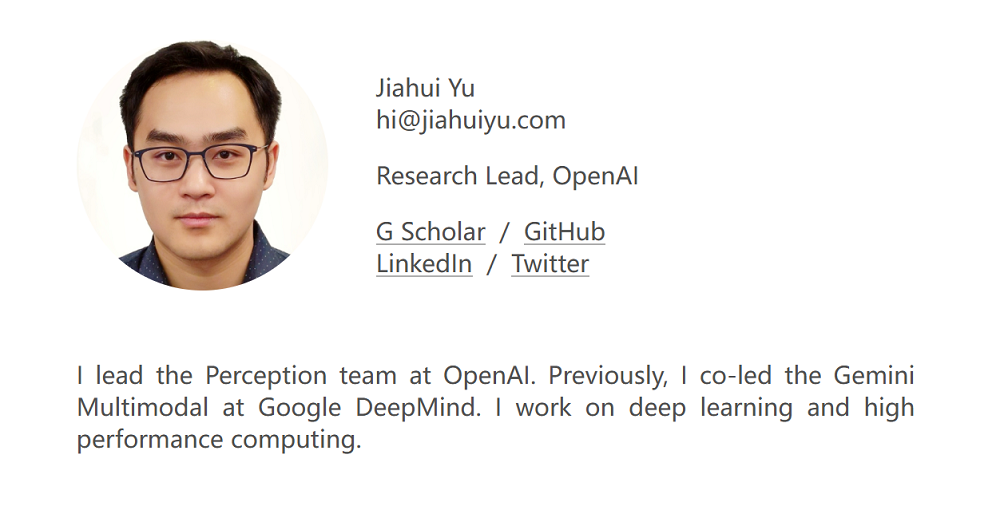 Jiahui Yu
hi@jiahuiyu.com
Research Lead, OpenAI
G Scholar / GitHub
LinkedIn / Twitter
I lead the Perception team at OpenAI. Previously, I co-led the Gemini
Multimodal at Google DeepMind. I work on deep learning and high
performance computing.